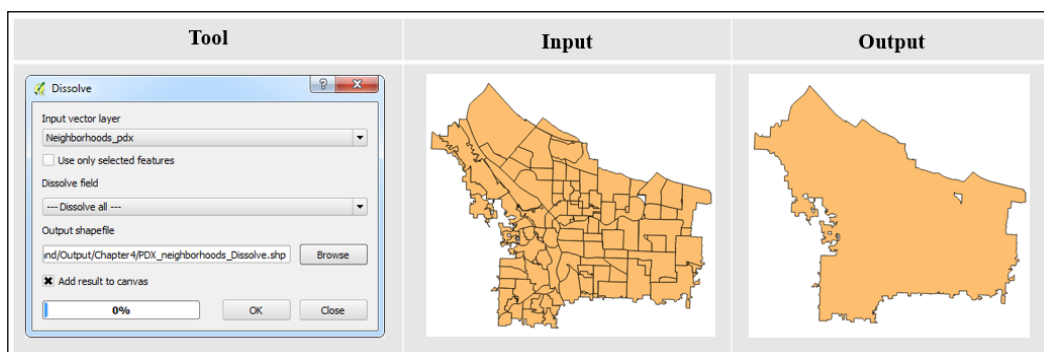 Tool
Input
Output
Dissolve
Input vector layer
Neighborhoods_pdx
Use only selected features
Dissolve field
--- Dissolve all ---
Output shapefile
nd/Output/Chapter4/PDX_neighborhoods_Dissolve.shp
Browse
Add result to canvas
0%
OK
Close